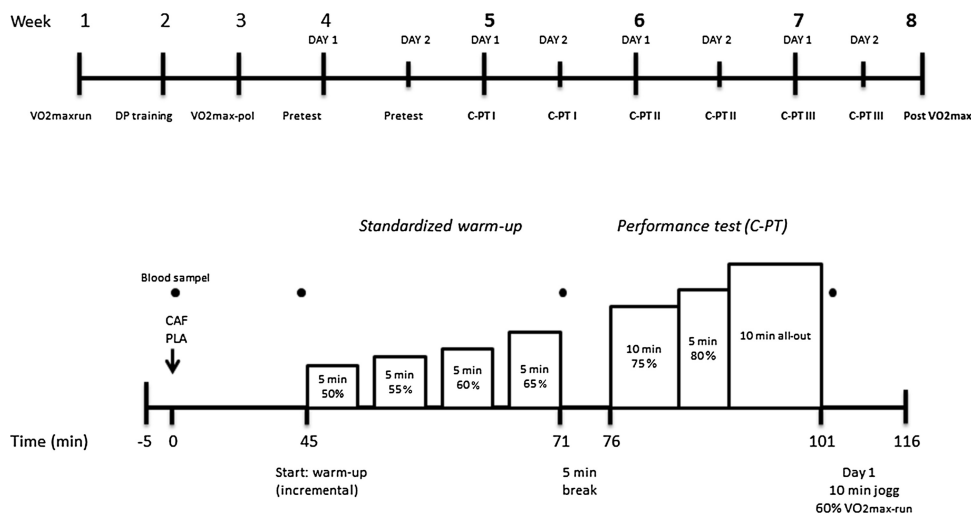 Week 1 2 3 4 5 6 7 8
DAY 1 DAY 2 DAY 1 DAY 2 DAY 1 DAY 2 DAY 1 DAY 2
VO2maxrun DP training VO2max-pol Pretest Pretest C-PT I C-PT I C-PT II C-PT II C-PT III C-PT III Post VO2max
Standardized warm-up Performance test (C-PT)
Blood sampel
CAF
PLA
5 min
50%
5 min
55%
5 min
60%
5 min
65%
10 min
75%
5 min
80%
10 min all-out
Time (min) -5 0 45 71 76 101 116
Start: warm-up
(incremental)
5 min
break
Day 1
10 min jogg
60% VO2max-run